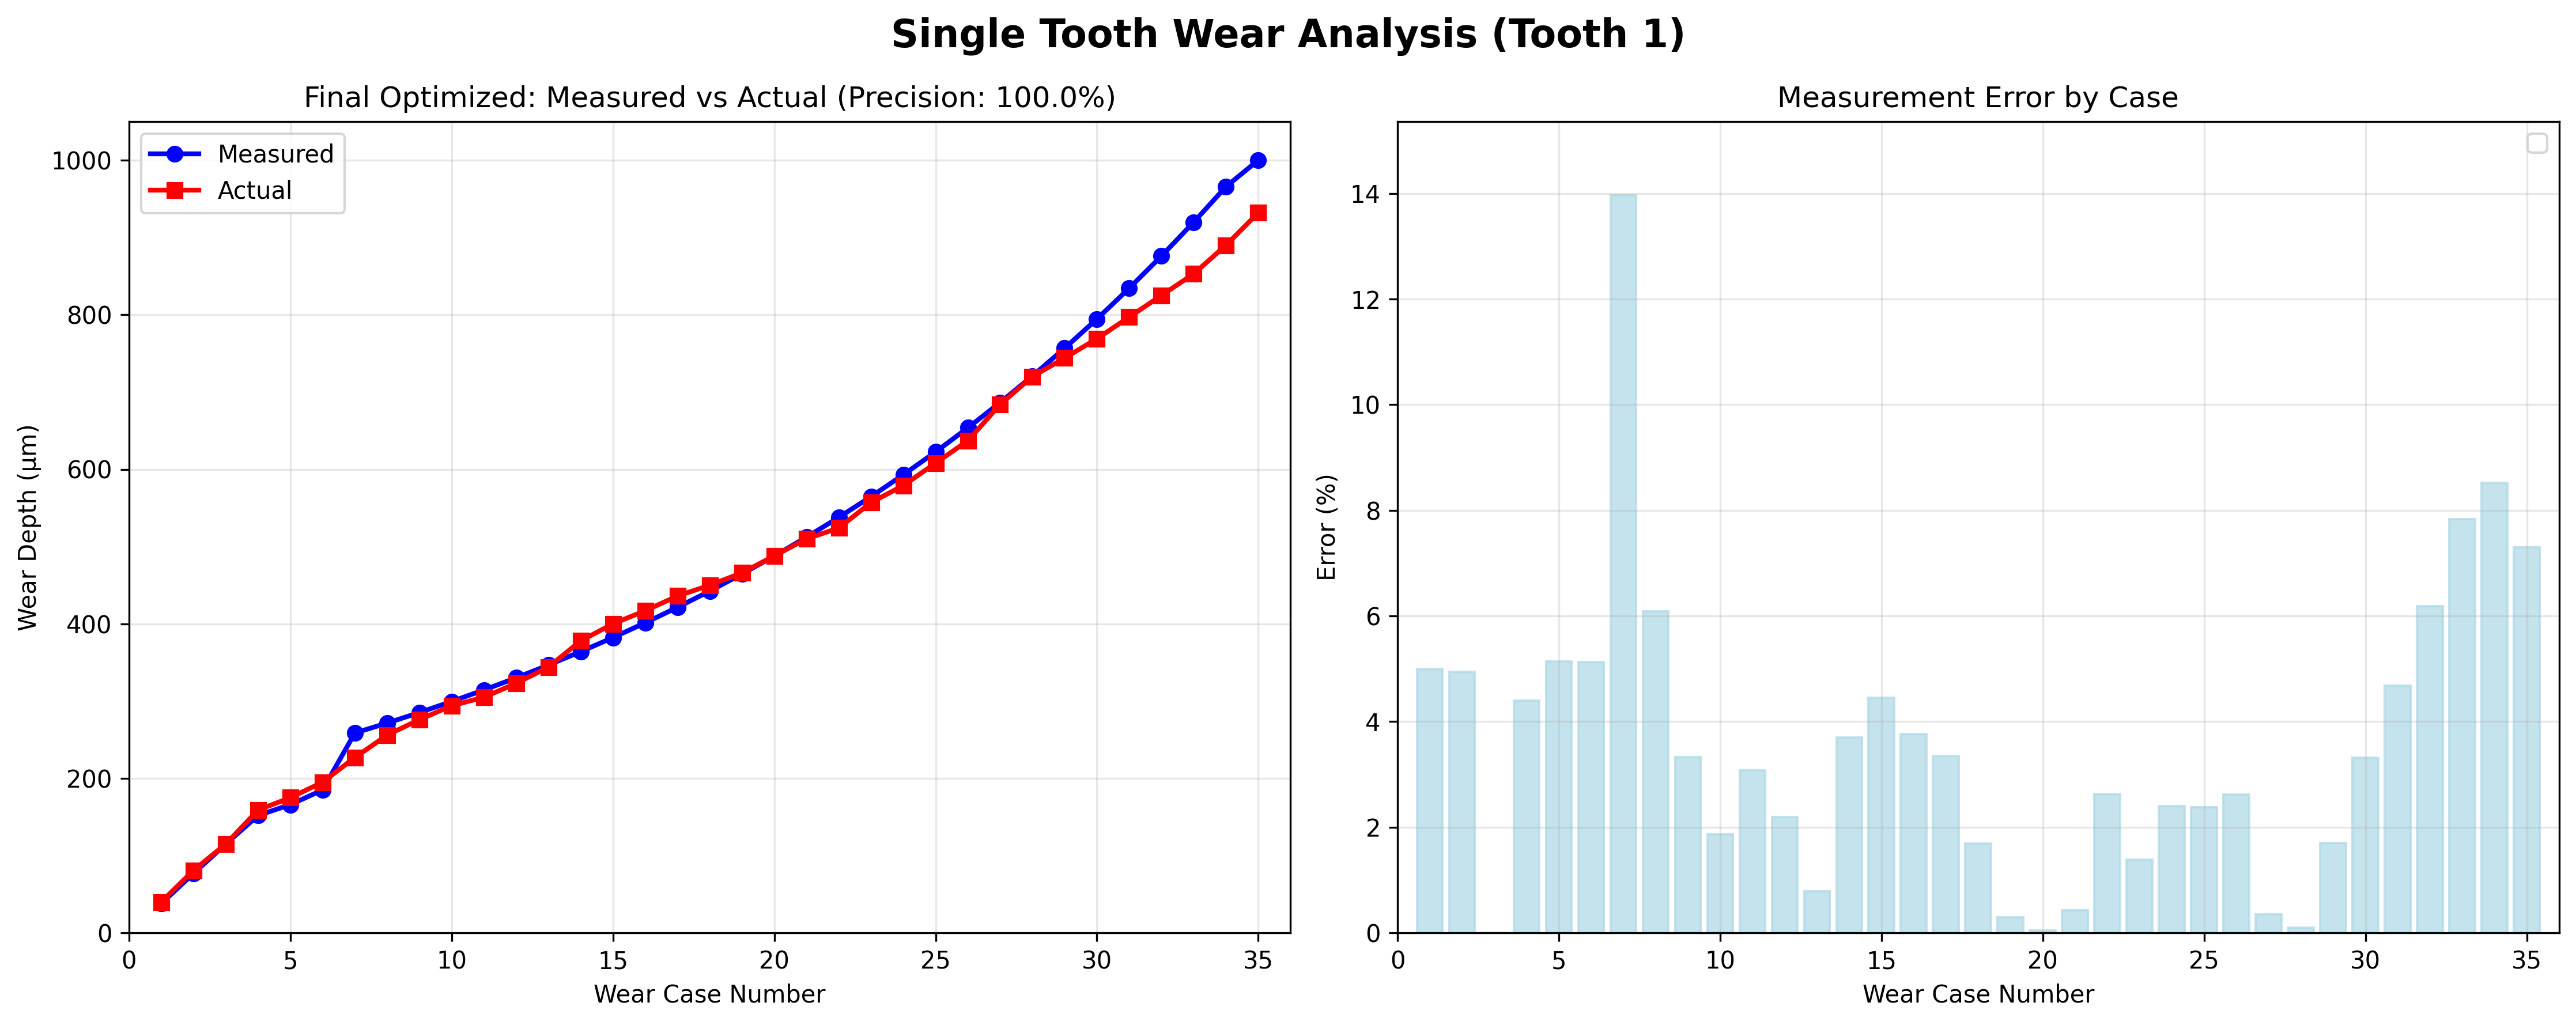 Single Tooth Wear Analysis (Tooth 1)
Final Optimized: Measured vs Actual (Precision: 100.0%)
Measured
Actual
Wear Depth (μm)
1000
800
600
400
200
0
0 5 10 15 20 25 30 35
Wear Case Number
Measurement Error by Case
Error (%)
14
12
10
8
6
4
2
0
0 5 10 15 20 25 30 35
Wear Case Number